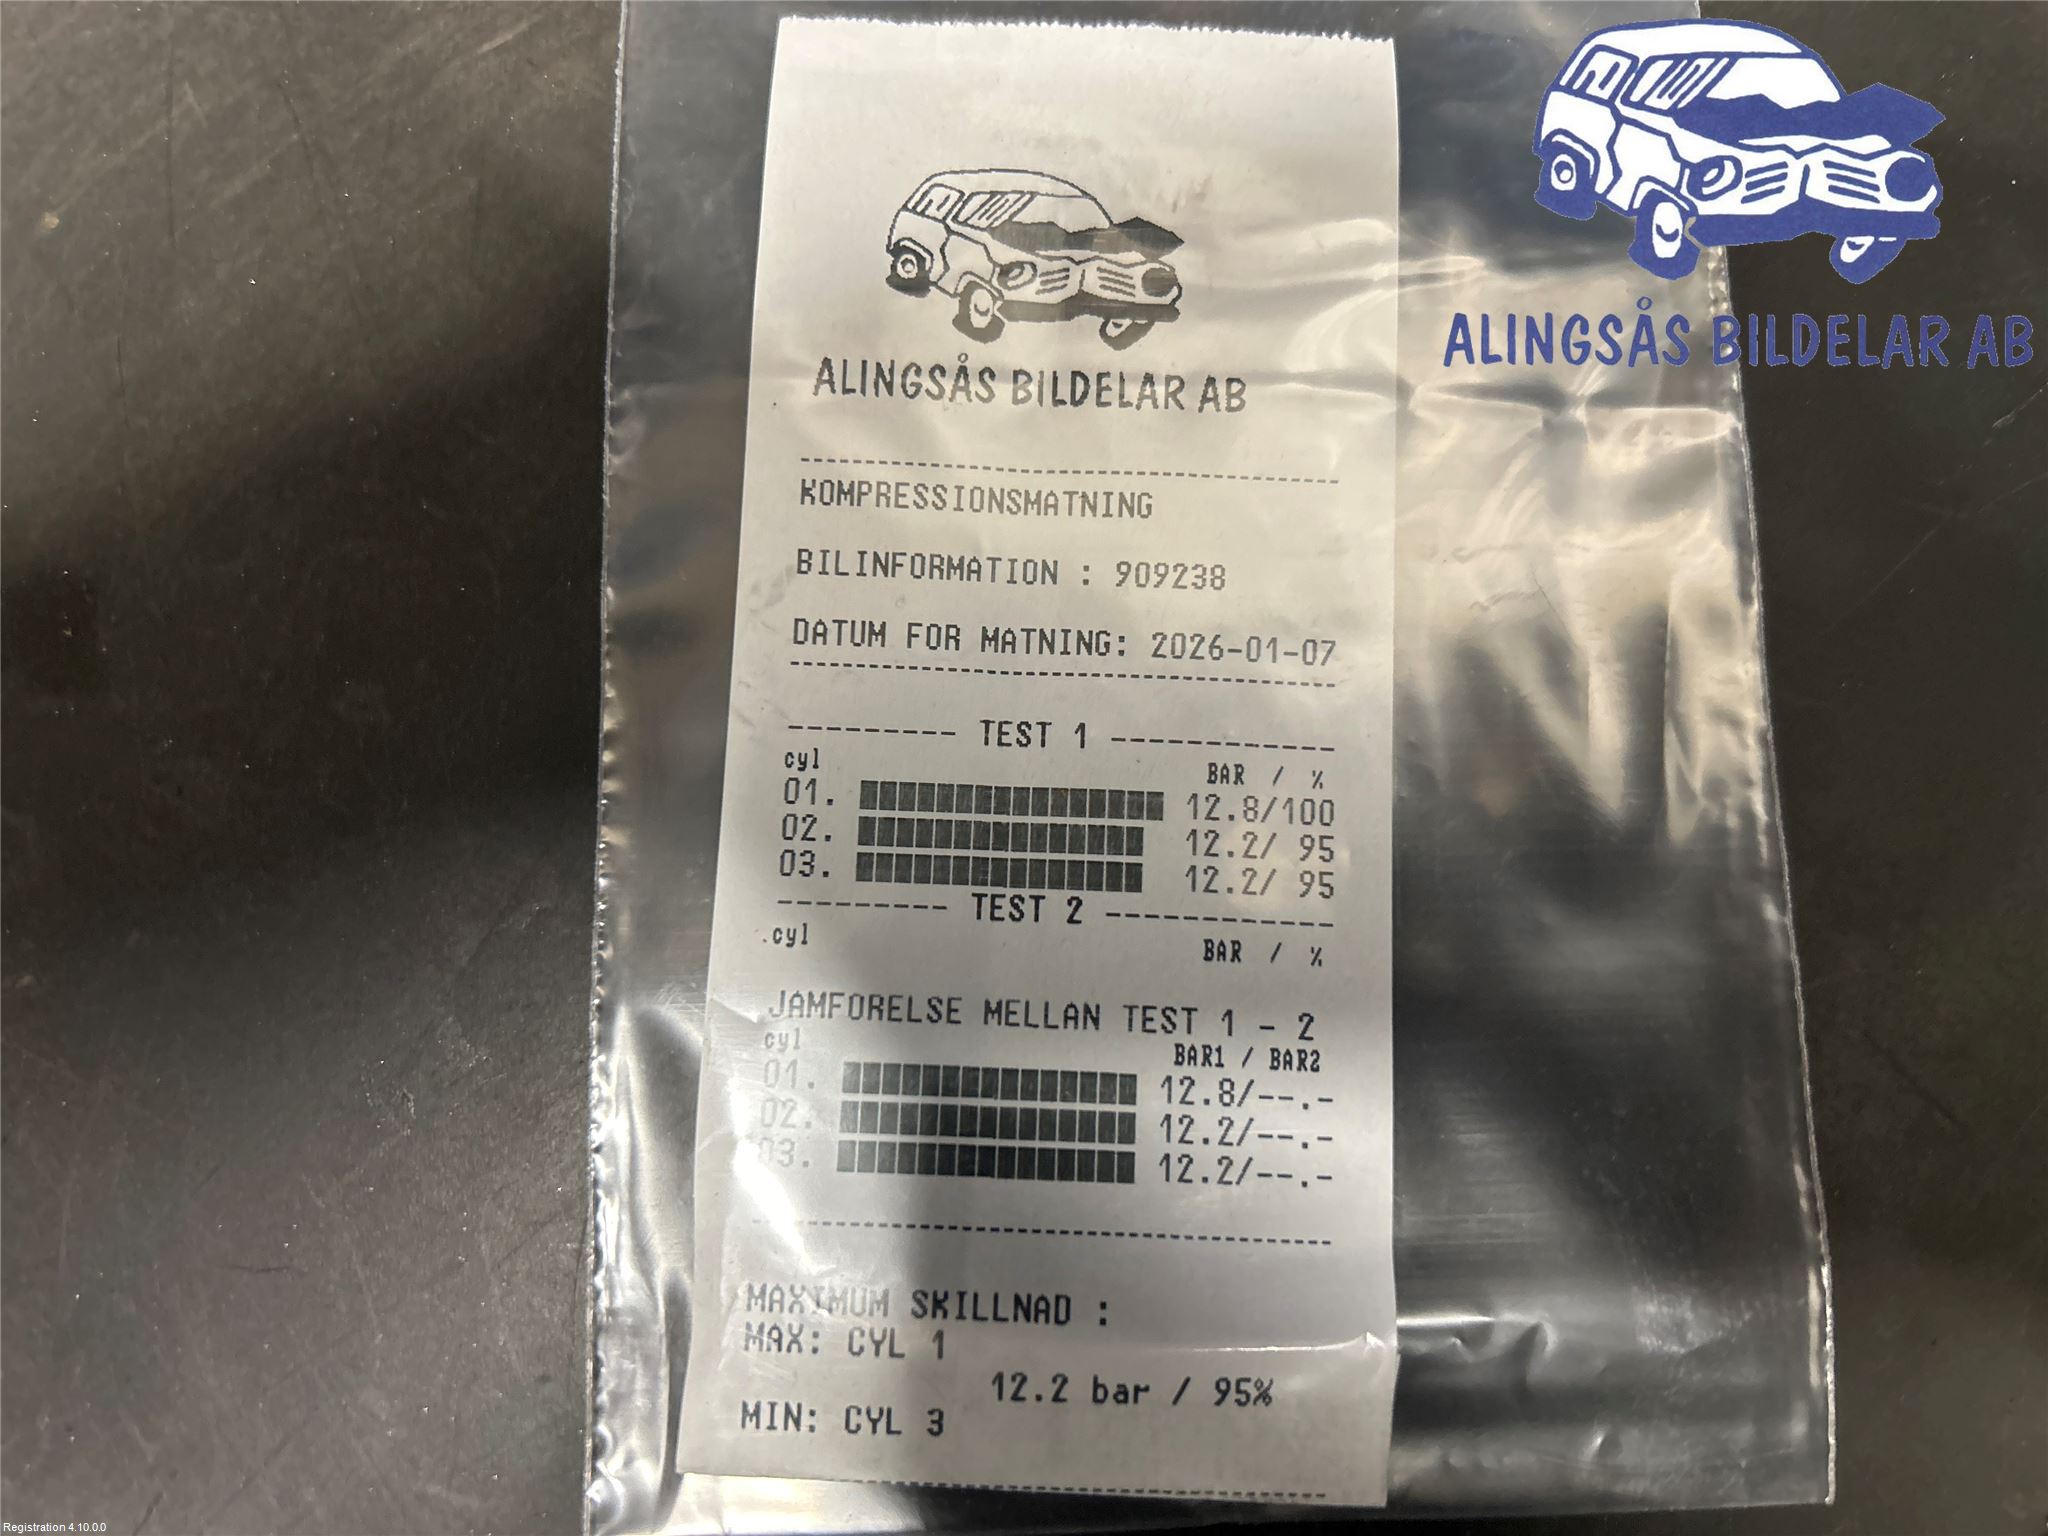 ALINGSÅS BILDELAR AB
ALINGSÅS BILDELAR AB
KOMPRESSIONSMATNING
BILINFORMATION : 909238
DATUM FOR MATNING: 2026-01-07
--------- TEST 1 ------------
cyl BAR / %
01. 12.8/100
02. 12.2/ 95
03. 12.2/ 95
--------- TEST 2 ------------
.cyl BAR / %
JAMFORELSE MELLAN TEST 1 - 2
cyl BAR1 / BAR2
01. 12.8/--.-
02. 12.2/--.-
03. 12.2/--.-
MAXIMUM SKILLNAD :
MAX: CYL 1
12.2 bar / 95%
MIN: CYL 3
Registration 4.10.0.0